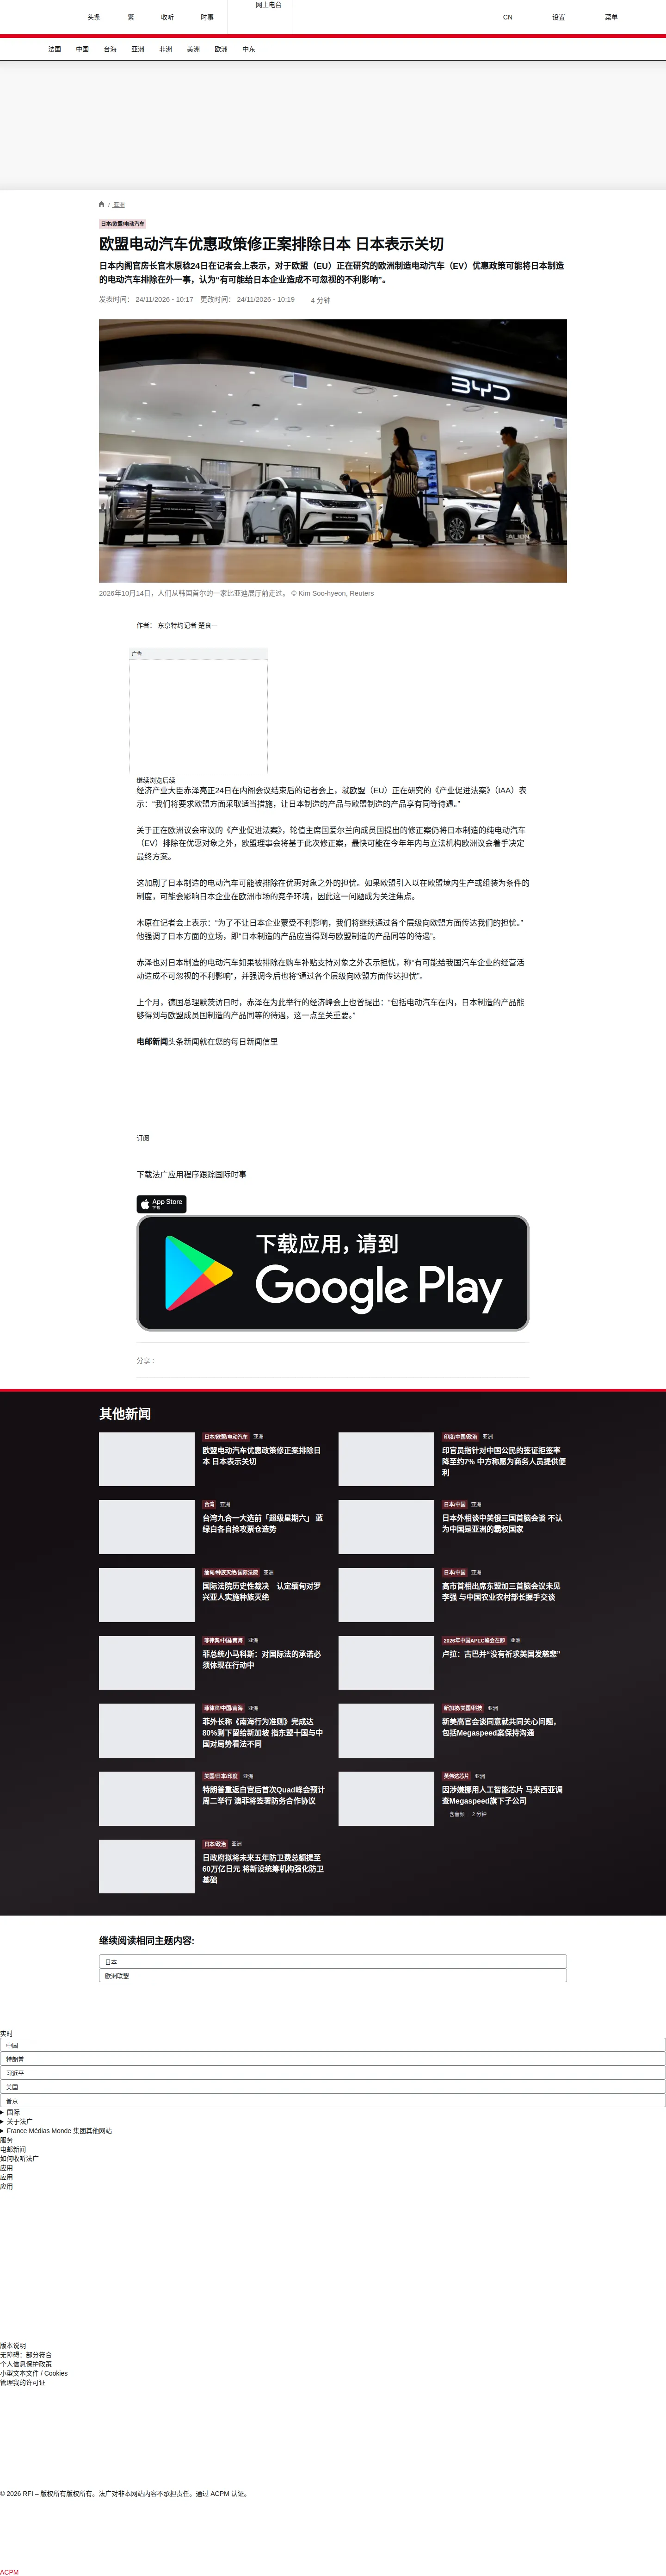 头条
繁
收听
时事
网上电台
CN
设置
菜单
法国
中国
台海
亚洲
非洲
美洲
欧洲
中东
/ 亚洲
日本/欧盟/电动汽车
欧盟电动汽车优惠政策修正案排除日本 日本表示关切
日本内阁官房长官木原稔24日在记者会上表示，对于欧盟（EU）正在研究的欧洲制造电动汽车（EV）优惠政策可能将日本制造
的电动汽车排除在外一事，认为“有可能给日本企业造成不可忽视的不利影响”。
发表时间： 24/11/2026 - 10:17 更改时间： 24/11/2026 - 10:19 4 分钟
BYD
2026年10月14日，人们从韩国首尔的一家比亚迪展厅前走过。 © Kim Soo-hyeon, Reuters
作者： 东京特约记者 楚良一
广告
继续浏览后续
经济产业大臣赤泽亮正24日在内阁会议结束后的记者会上，就欧盟（EU）正在研究的《产业促进法案》（IAA）表
示：“我们将要求欧盟方面采取适当措施，让日本制造的产品与欧盟制造的产品享有同等待遇。”
关于正在欧洲议会审议的《产业促进法案》，轮值主席国爱尔兰向成员国提出的修正案仍将日本制造的纯电动汽车
（EV）排除在优惠对象之外，欧盟理事会将基于此次修正案，最快可能在今年年内与立法机构欧洲议会着手决定
最终方案。
这加剧了日本制造的电动汽车可能被排除在优惠对象之外的担忧。如果欧盟引入以在欧盟境内生产或组装为条件的
制度，可能会影响日本企业在欧洲市场的竞争环境，因此这一问题成为关注焦点。
木原在记者会上表示：“为了不让日本企业蒙受不利影响，我们将继续通过各个层级向欧盟方面传达我们的担忧。”
他强调了日本方面的立场，即“日本制造的产品应当得到与欧盟制造的产品同等的待遇”。
赤泽也对日本制造的电动汽车如果被排除在购车补贴支持对象之外表示担忧，称“有可能给我国汽车企业的经营活
动造成不可忽视的不利影响”，并强调今后也将“通过各个层级向欧盟方面传达担忧”。
上个月，德国总理默茨访日时，赤泽在为此举行的经济峰会上也曾提出：“包括电动汽车在内，日本制造的产品能
够得到与欧盟成员国制造的产品同等的待遇，这一点至关重要。”
电邮新闻头条新闻就在您的每日新闻信里
订阅
下载法广应用程序跟踪国际时事
App Store
下载
下载应用，请到
Google Play
分享 :
其他新闻
日本/欧盟/电动汽车 亚洲
欧盟电动汽车优惠政策修正案排除日
本 日本表示关切
印度/中国/政治 亚洲
印官员指针对中国公民的签证拒签率
降至约7% 中方称愿为商务人员提供便
利
台湾 亚洲
台湾九合一大选前「超级星期六」 蓝
绿白各自抢攻票仓造势
日本/中国 亚洲
日本外相谈中美俄三国首脑会谈 不认
为中国是亚洲的霸权国家
缅甸/种族灭绝/国际法院 亚洲
国际法院历史性裁决　认定缅甸对罗
兴亚人实施种族灭绝
日本/中国 亚洲
高市首相出席东盟加三首脑会议未见
李强 与中国农业农村部长握手交谈
菲律宾/中国/南海 亚洲
菲总统小马科斯：对国际法的承诺必
须体现在行动中
2026年中国APEC峰会在即 亚洲
卢拉：古巴并“没有祈求美国发慈悲”
菲律宾/中国/南海 亚洲
菲外长称《南海行为准则》完成达
80%剩下留给新加坡 指东盟十国与中
国对局势看法不同
新加坡/美国/科技 亚洲
新美高官会谈同意就共同关心问题，
包括Megaspeed案保持沟通
美国/日本/印度 亚洲
特朗普重返白宫后首次Quad峰会预计
周二举行 澳菲将签署防务合作协议
英伟达芯片 亚洲
因涉嫌挪用人工智能芯片 马来西亚调
查Megaspeed旗下子公司
含音频 2 分钟
日本/政治 亚洲
日政府拟将未来五年防卫费总额提至
60万亿日元 将新设统筹机构强化防卫
基础
继续阅读相同主题内容:
日本
欧洲联盟
实时
中国
特朗普
习近平
美国
普京
国际
关于法广
France Médias Monde 集团其他网站
服务
电邮新闻
如何收听法广
应用
应用
应用
版本说明
无障碍：部分符合
个人信息保护政策
小型文本文件 / Cookies
管理我的许可证
© 2026 RFI – 版权所有版权所有。法广对非本网站内容不承担责任。通过 ACPM 认证。
ACPM